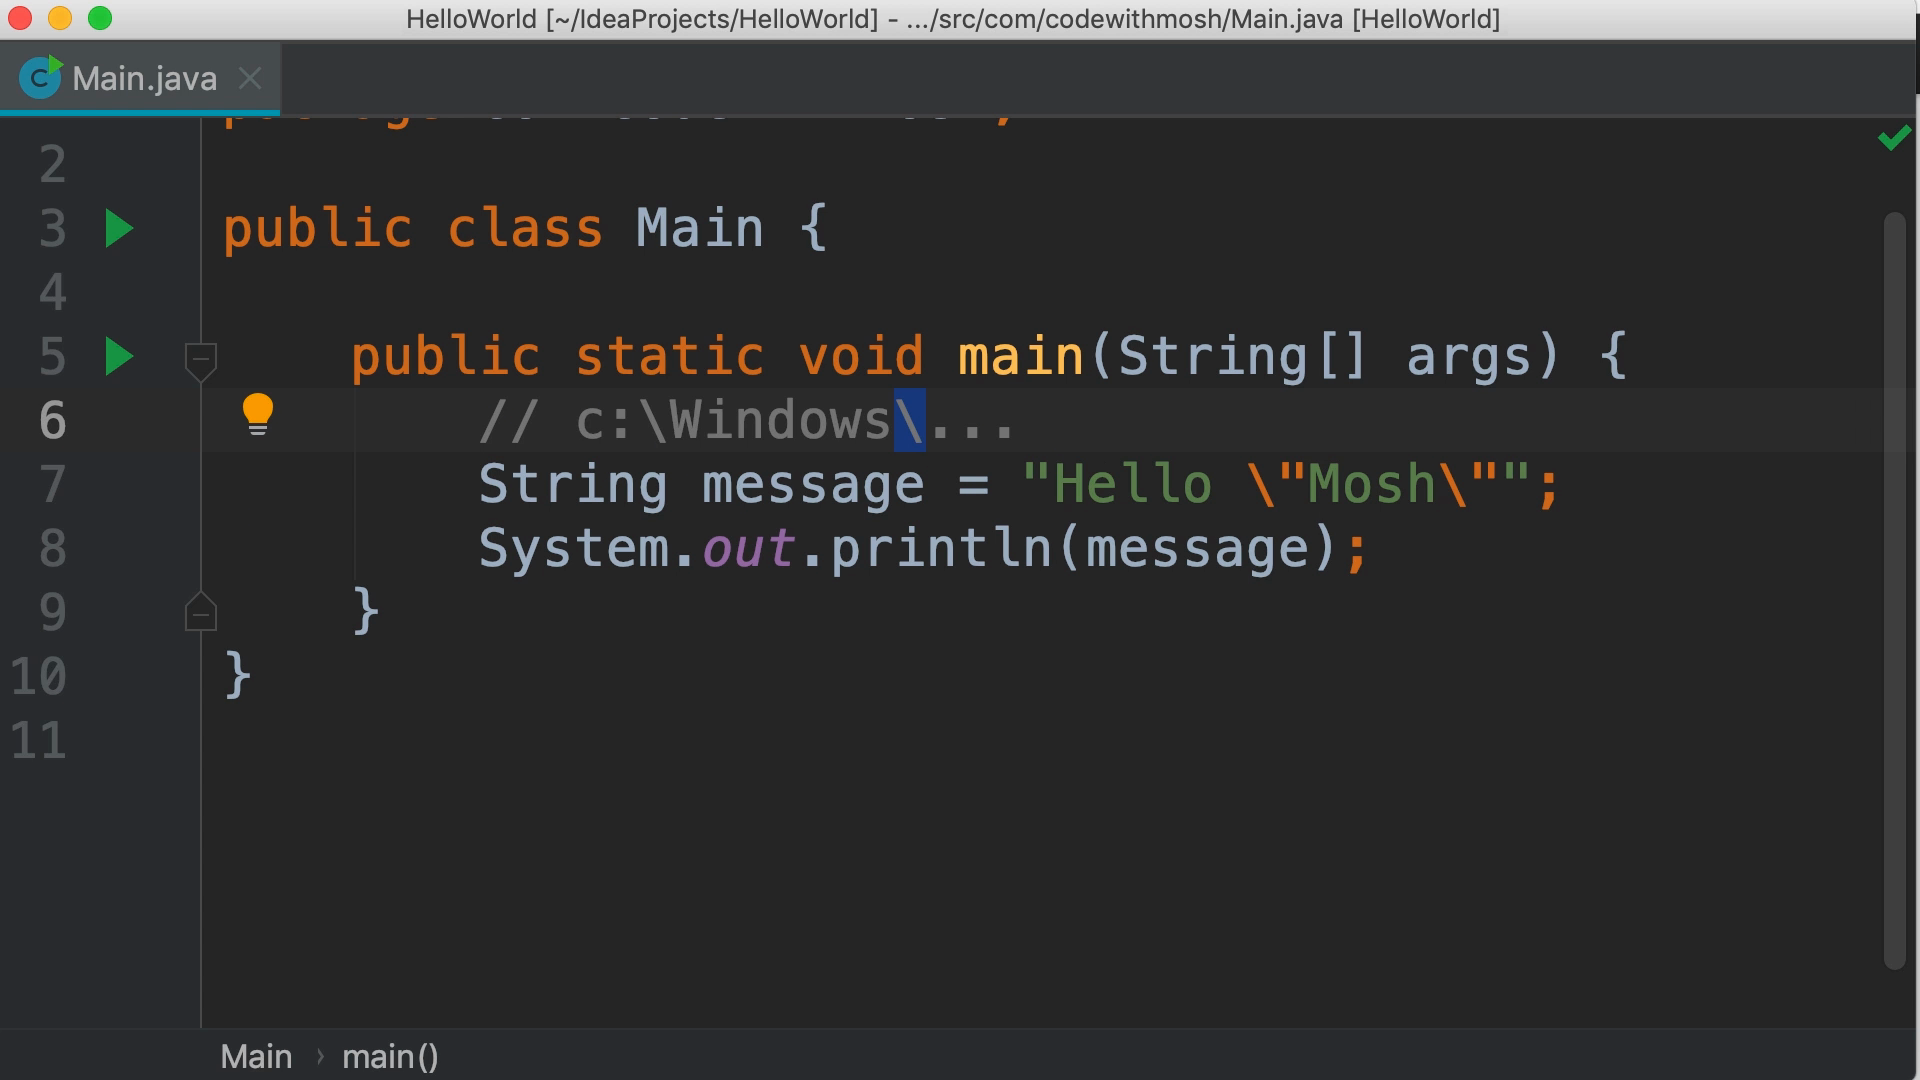 HelloWorld [~/IdeaProjects/HelloWorld] - .../src/com/codewithmosh/Main.java [HelloWorld]
Main.java
2
3 public class Main {
4
5 public static void main(String[] args) {
6 // c:\Windows\...
7 String message = "Hello \"Mosh\"";
8 System.out.println(message);
9 }
10 }
11
Main › main()